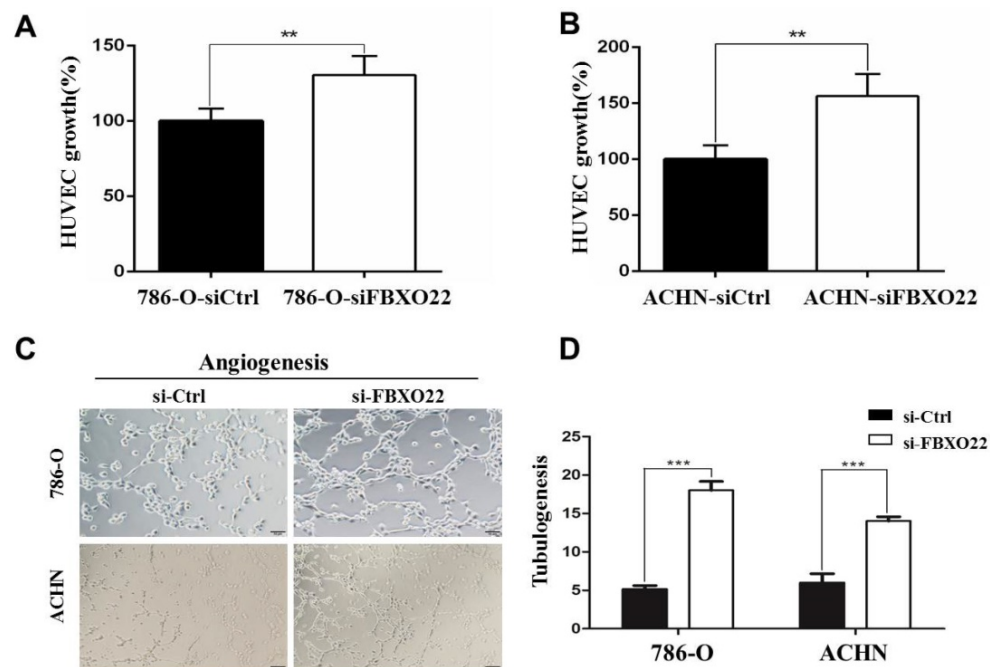 A
**
HUVEC growth(%)
150
100
50
0
786-O-siCtrl 786-O-siFBXO22
B
**
HUVEC growth(%)
200
150
100
50
0
ACHN-siCtrl ACHN-siFBXO22
C
Angiogenesis
si-Ctrl si-FBXO22
786-O
ACHN
D
si-Ctrl
si-FBXO22
Tubulogenesis
25
20
15
10
5
0
*** ***
786-O ACHN